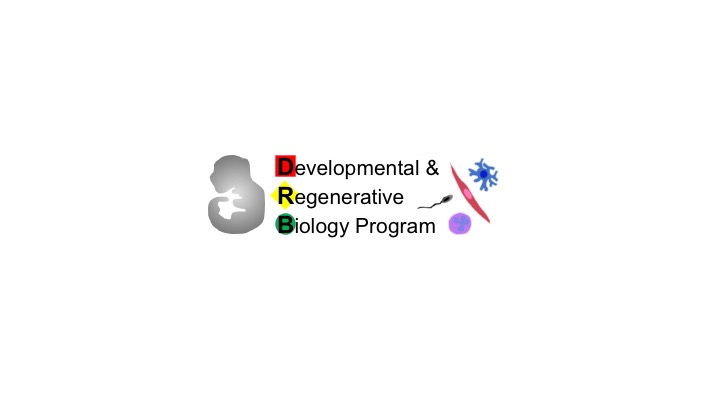 Developmental &
Regenerative
Biology Program